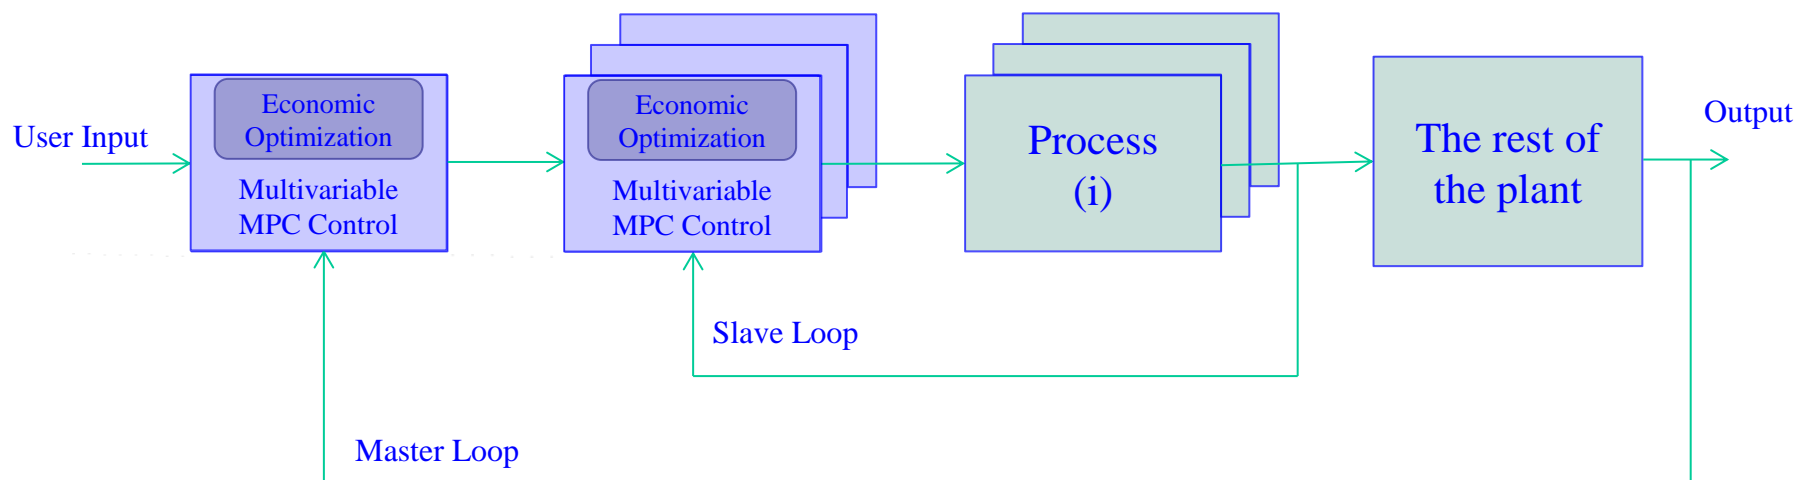 User Input
Economic
Optimization
Multivariable
MPC Control
Economic
Optimization
Multivariable
MPC Control
Process
(i)
The rest of
the plant
Output
Slave Loop
Master Loop